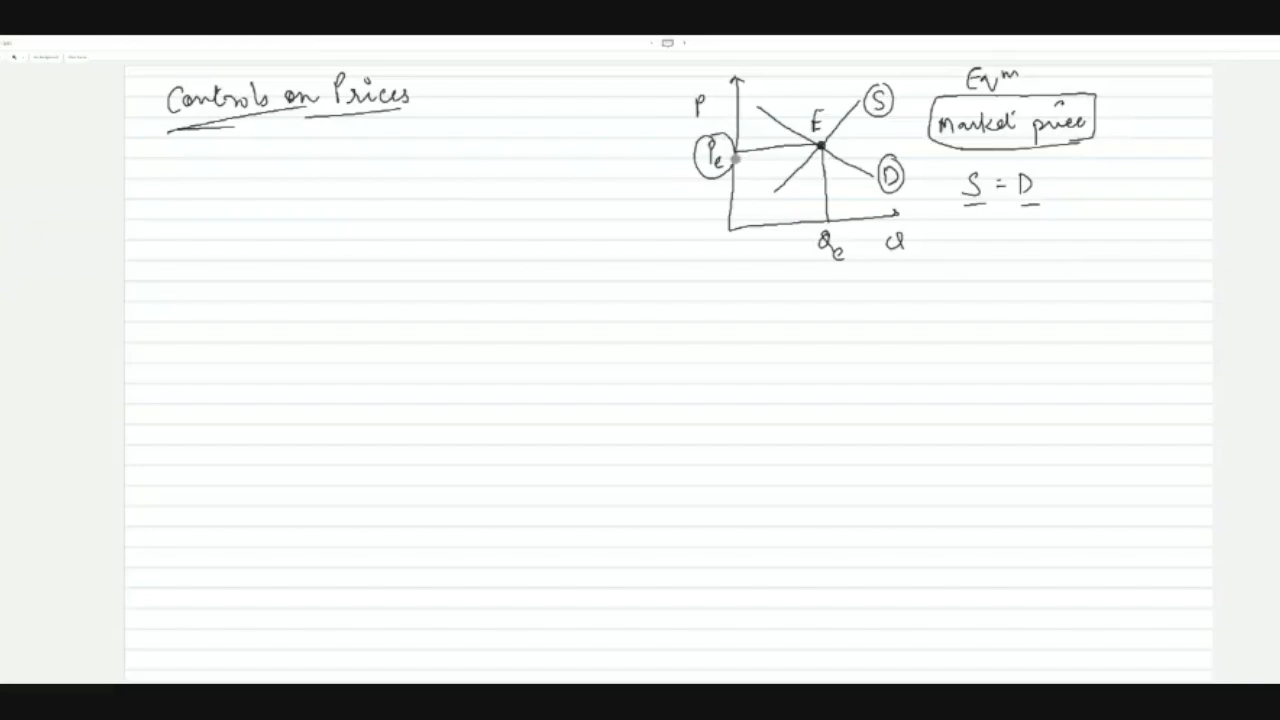 Controls on Prices
P
S
E
Pe
D
Qe
Q
Eqm
Market price
S = D